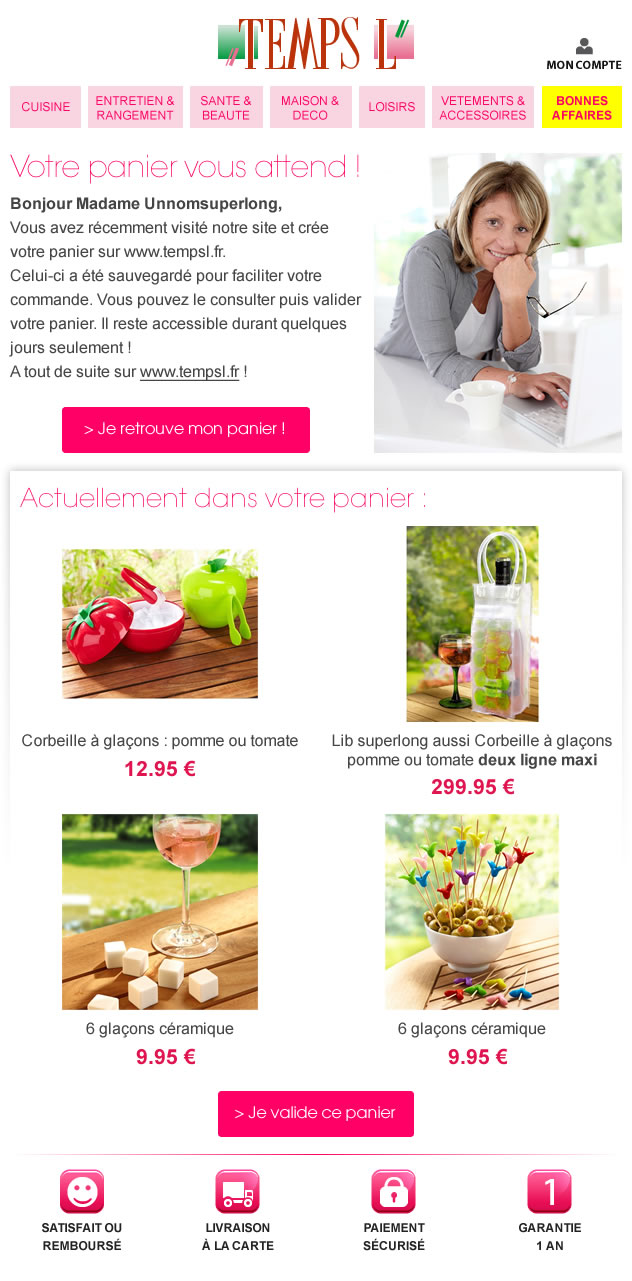 TEMPS L
MON COMPTE
CUISINE
ENTRETIEN &
RANGEMENT
SANTE &
BEAUTE
MAISON &
DECO
LOISIRS
VETEMENTS &
ACCESSOIRES
BONNES
AFFAIRES
Votre panier vous attend !
Bonjour Madame Unnomsuperlong,
Vous avez récemment visité notre site et crée
votre panier sur www.tempsl.fr.
Celui-ci a été sauvegardé pour faciliter votre
commande. Vous pouvez le consulter puis valider
votre panier. Il reste accessible durant quelques
jours seulement !
A tout de suite sur www.tempsl.fr !
> Je retrouve mon panier !
Actuellement dans votre panier :
Corbeille à glaçons : pomme ou tomate
12.95 €
Lib superlong aussi Corbeille à glaçons
pomme ou tomate deux ligne maxi
299.95 €
6 glaçons céramique
9.95 €
6 glaçons céramique
9.95 €
> Je valide ce panier
SATISFAIT OU
REMBOURSÉ
LIVRAISON
À LA CARTE
PAIEMENT
SÉCURISÉ
1
GARANTIE
1 AN